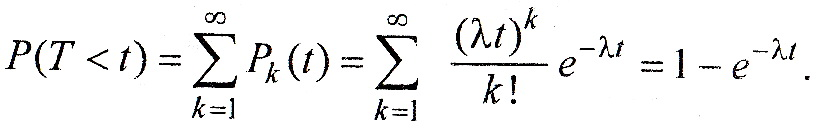 P(T < t) = \sum_{k=1}^{\infty} P_k(t) = \sum_{k=1}^{\infty} \frac{(\lambda t)^k}{k!} e^{-\lambda t} = 1 - e^{-\lambda t}.